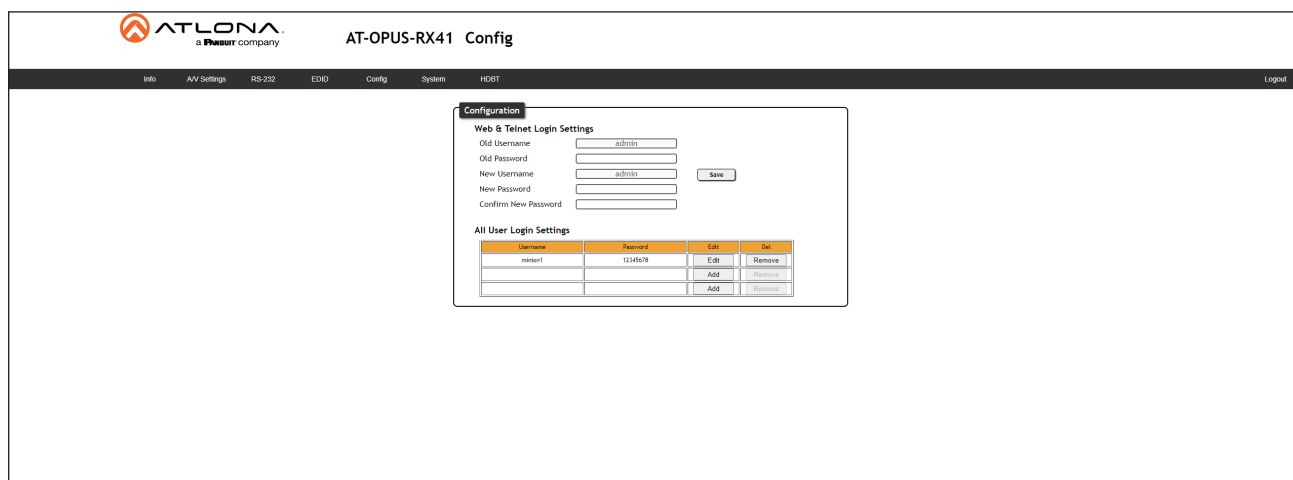 ATLONA.
a PANDUIT company
AT-OPUS-RX41 Config
Info A/V Settings RS-232 EDID Config System HDBT Logout
Configuration
Web & Telnet Login Settings
Old Username admin
Old Password
New Username admin Save
New Password
Confirm New Password
All User Login Settings
Username Password Edit Del
minion1 12345678 Edit Remove
Add Remove
Add Remove